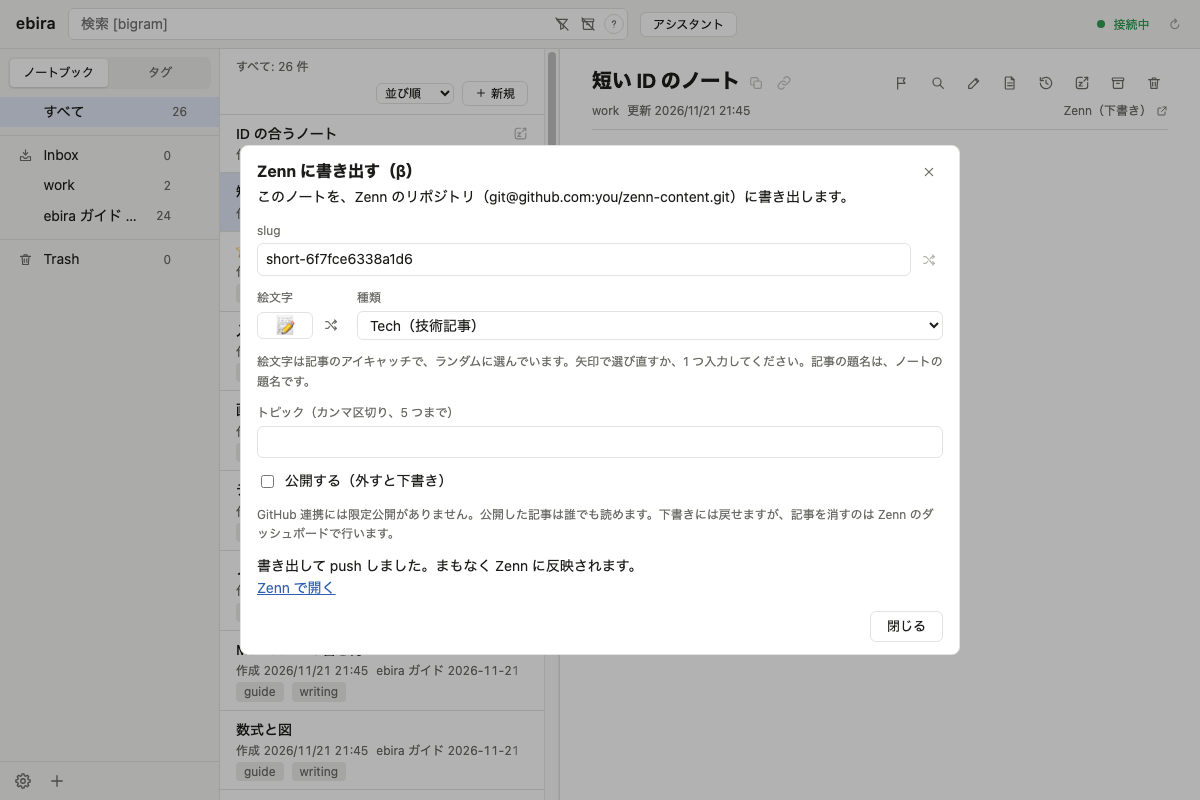 ebira
検索 [bigram]
?
アシスタント
接続中
ノートブック
タグ
すべて 26
Inbox 0
work 2
ebira ガイド ... 24
Trash 0
すべて: 26 件
並び順
+ 新規
ID の合うノート
短い ID のノート
work 更新 2026/11/21 21:45
Zenn（下書き）
Zenn に書き出す（β）
このノートを、Zenn のリポジトリ（git@github.com:you/zenn-content.git）に書き出します。
slug
short-6f7fce6338a1d6
絵文字
種類
Tech（技術記事）
絵文字は記事のアイキャッチで、ランダムに選んでいます。矢印で選び直すか、1 つ入力してください。記事の題名は、ノートの
題名です。
トピック（カンマ区切り、5 つまで）
公開する（外すと下書き）
GitHub 連携には限定公開がありません。公開した記事は誰でも読めます。下書きには戻せますが、記事を消すのは Zenn のダ
ッシュボードで行います。
書き出して push しました。まもなく Zenn に反映されます。
Zenn で開く
閉じる
作成 2026/11/21 21:45 ebira ガイド 2026-11-21
guide writing
数式と図
作成 2026/11/21 21:45 ebira ガイド 2026-11-21
guide writing